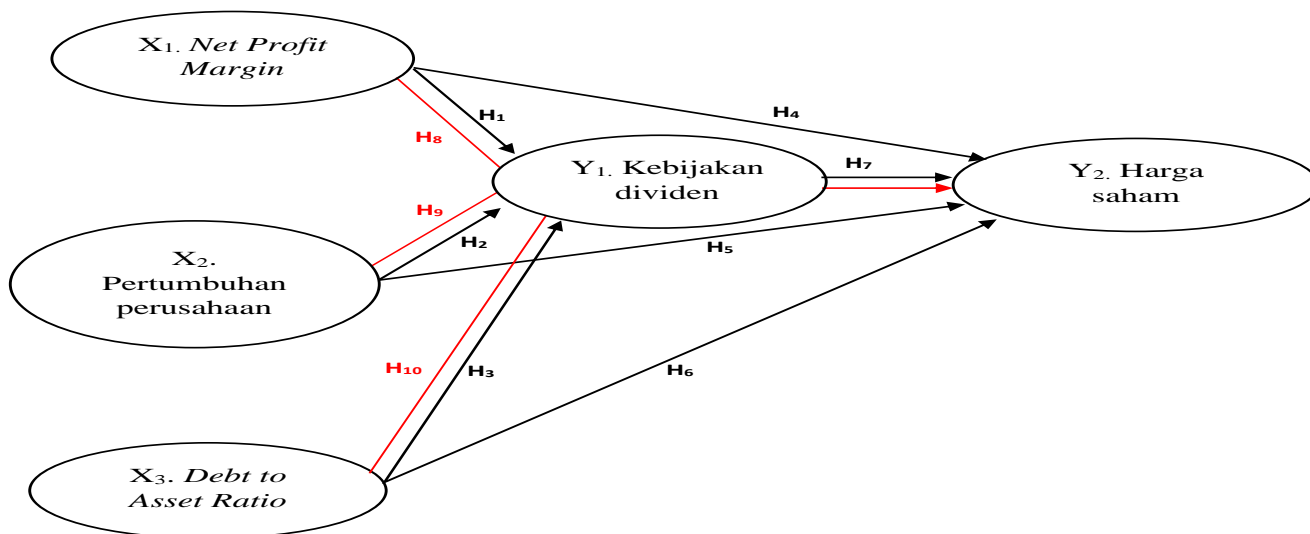 X₁. Net Profit
Margin
H₁
H₄
H₈
Y₁. Kebijakan
dividen
H₇
Y₂. Harga
saham
H₉
H₂
H₅
X₂.
Pertumbuhan
perusahaan
H₁₀
H₃
H₆
X₃. Debt to
Asset Ratio